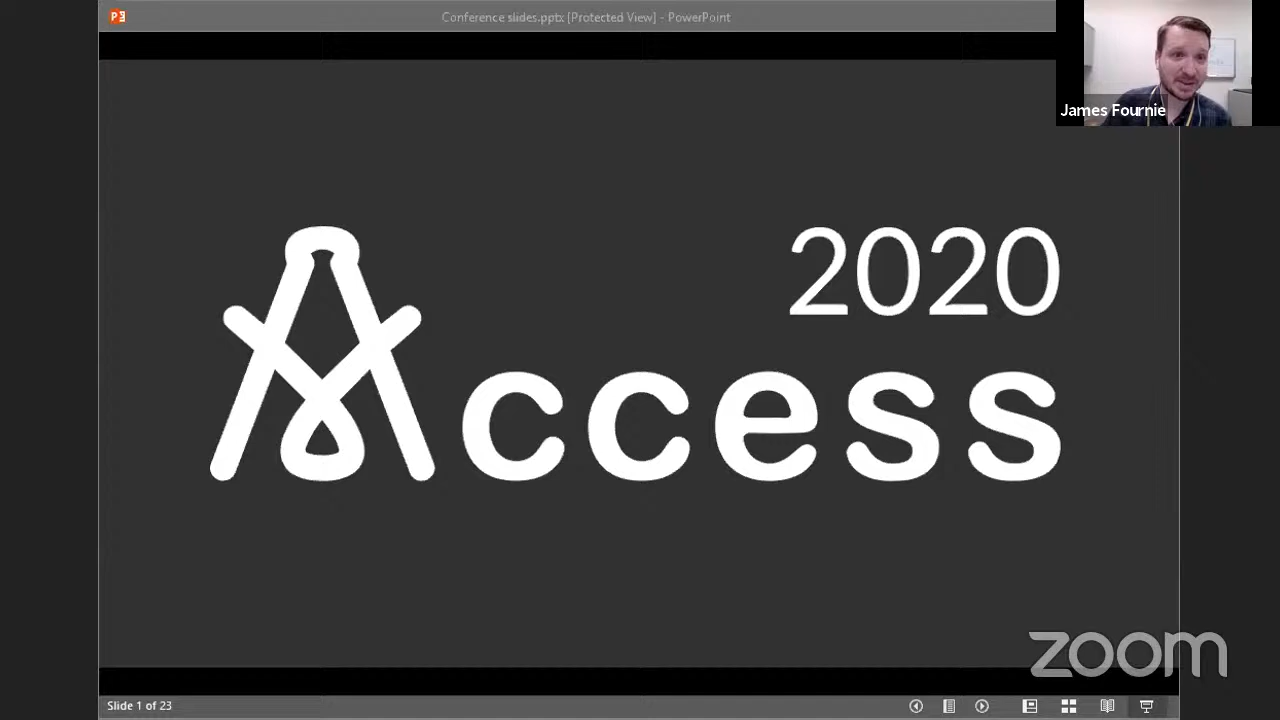 Conference slides.pptx [Protected View] - PowerPoint
James Fournie
2020
Access
zoom
Slide 1 of 23